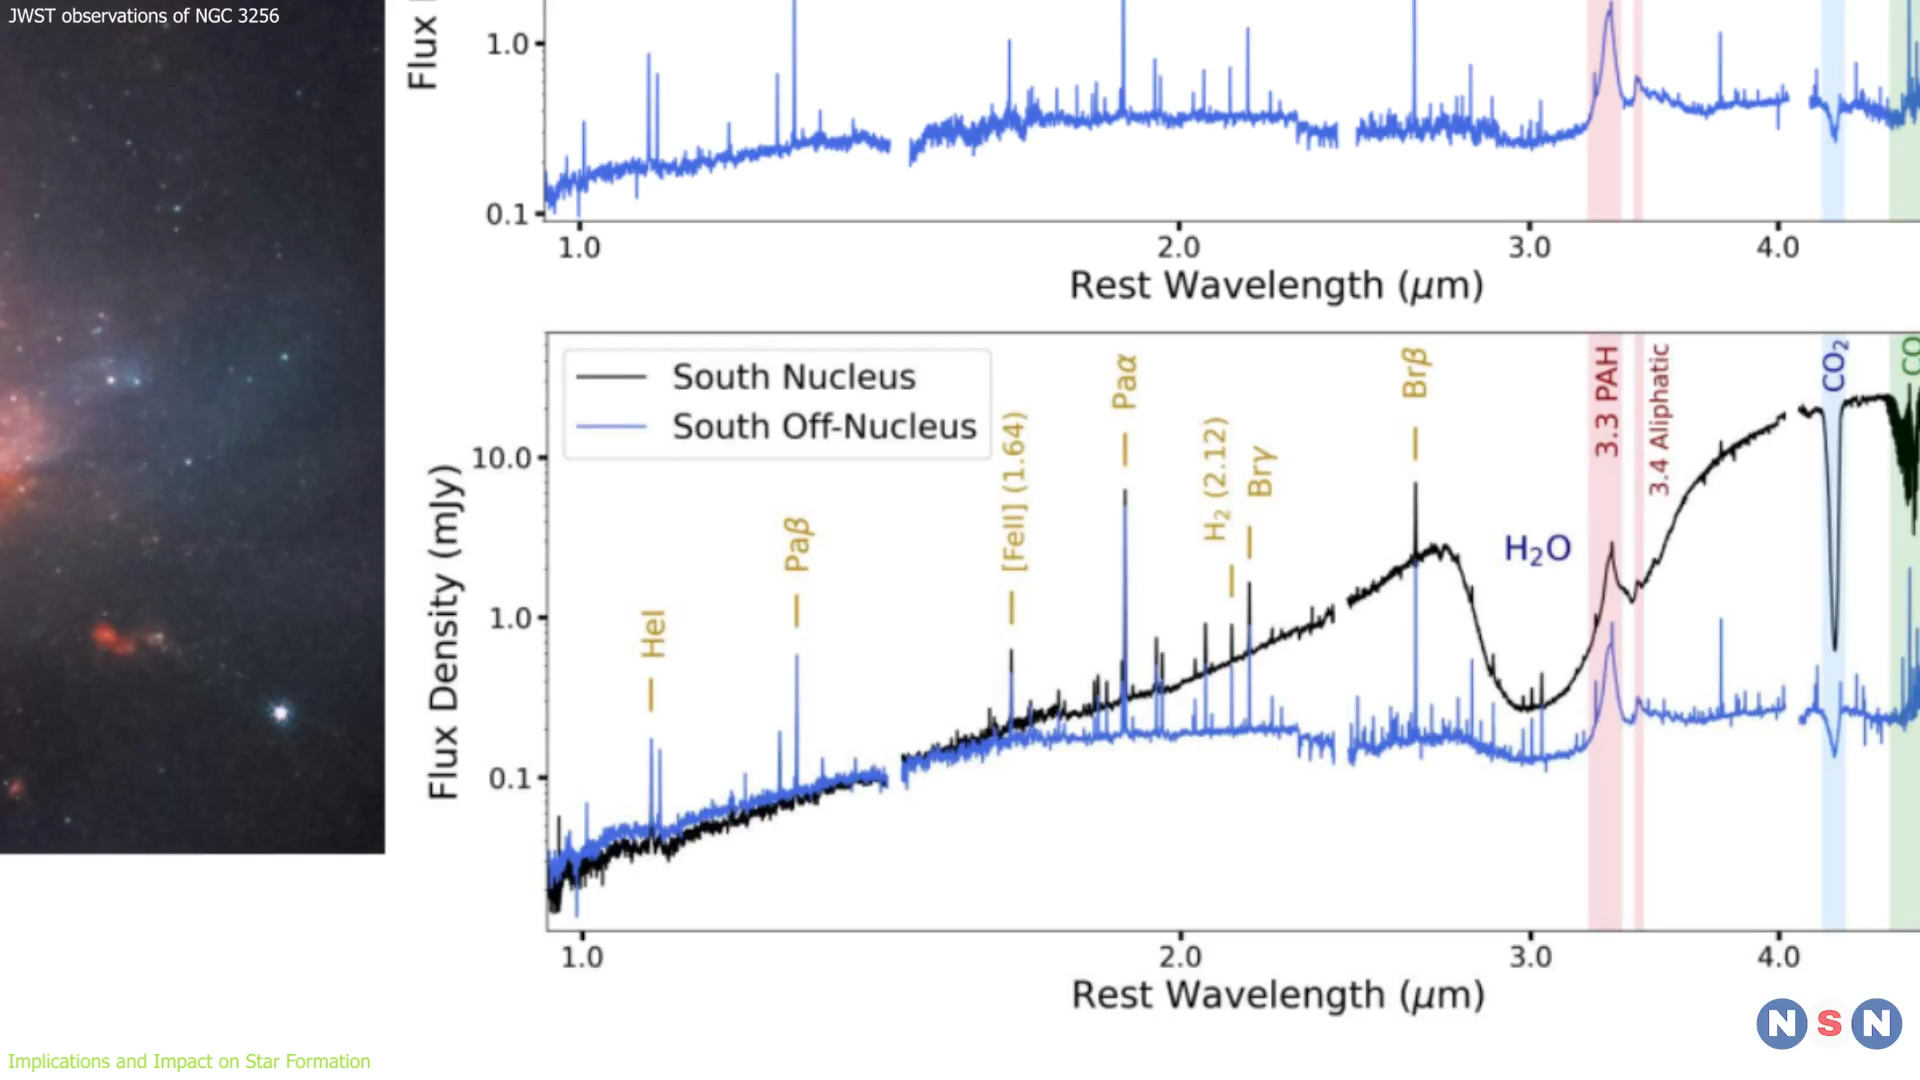 JWST observations of NGC 3256
Flux
1.0
0.1
1.0 2.0 3.0 4.0
Rest Wavelength (μm)
South Nucleus
South Off-Nucleus
HeI
Paβ
[FeII] (1.64)
Paα
H₂ (2.12)
Brγ
Brβ
H₂O
3.3 PAH
3.4 Aliphatic
CO₂
CO
Flux Density (mJy)
10.0
1.0
0.1
1.0 2.0 3.0 4.0
Rest Wavelength (μm)
N S N
Implications and Impact on Star Formation